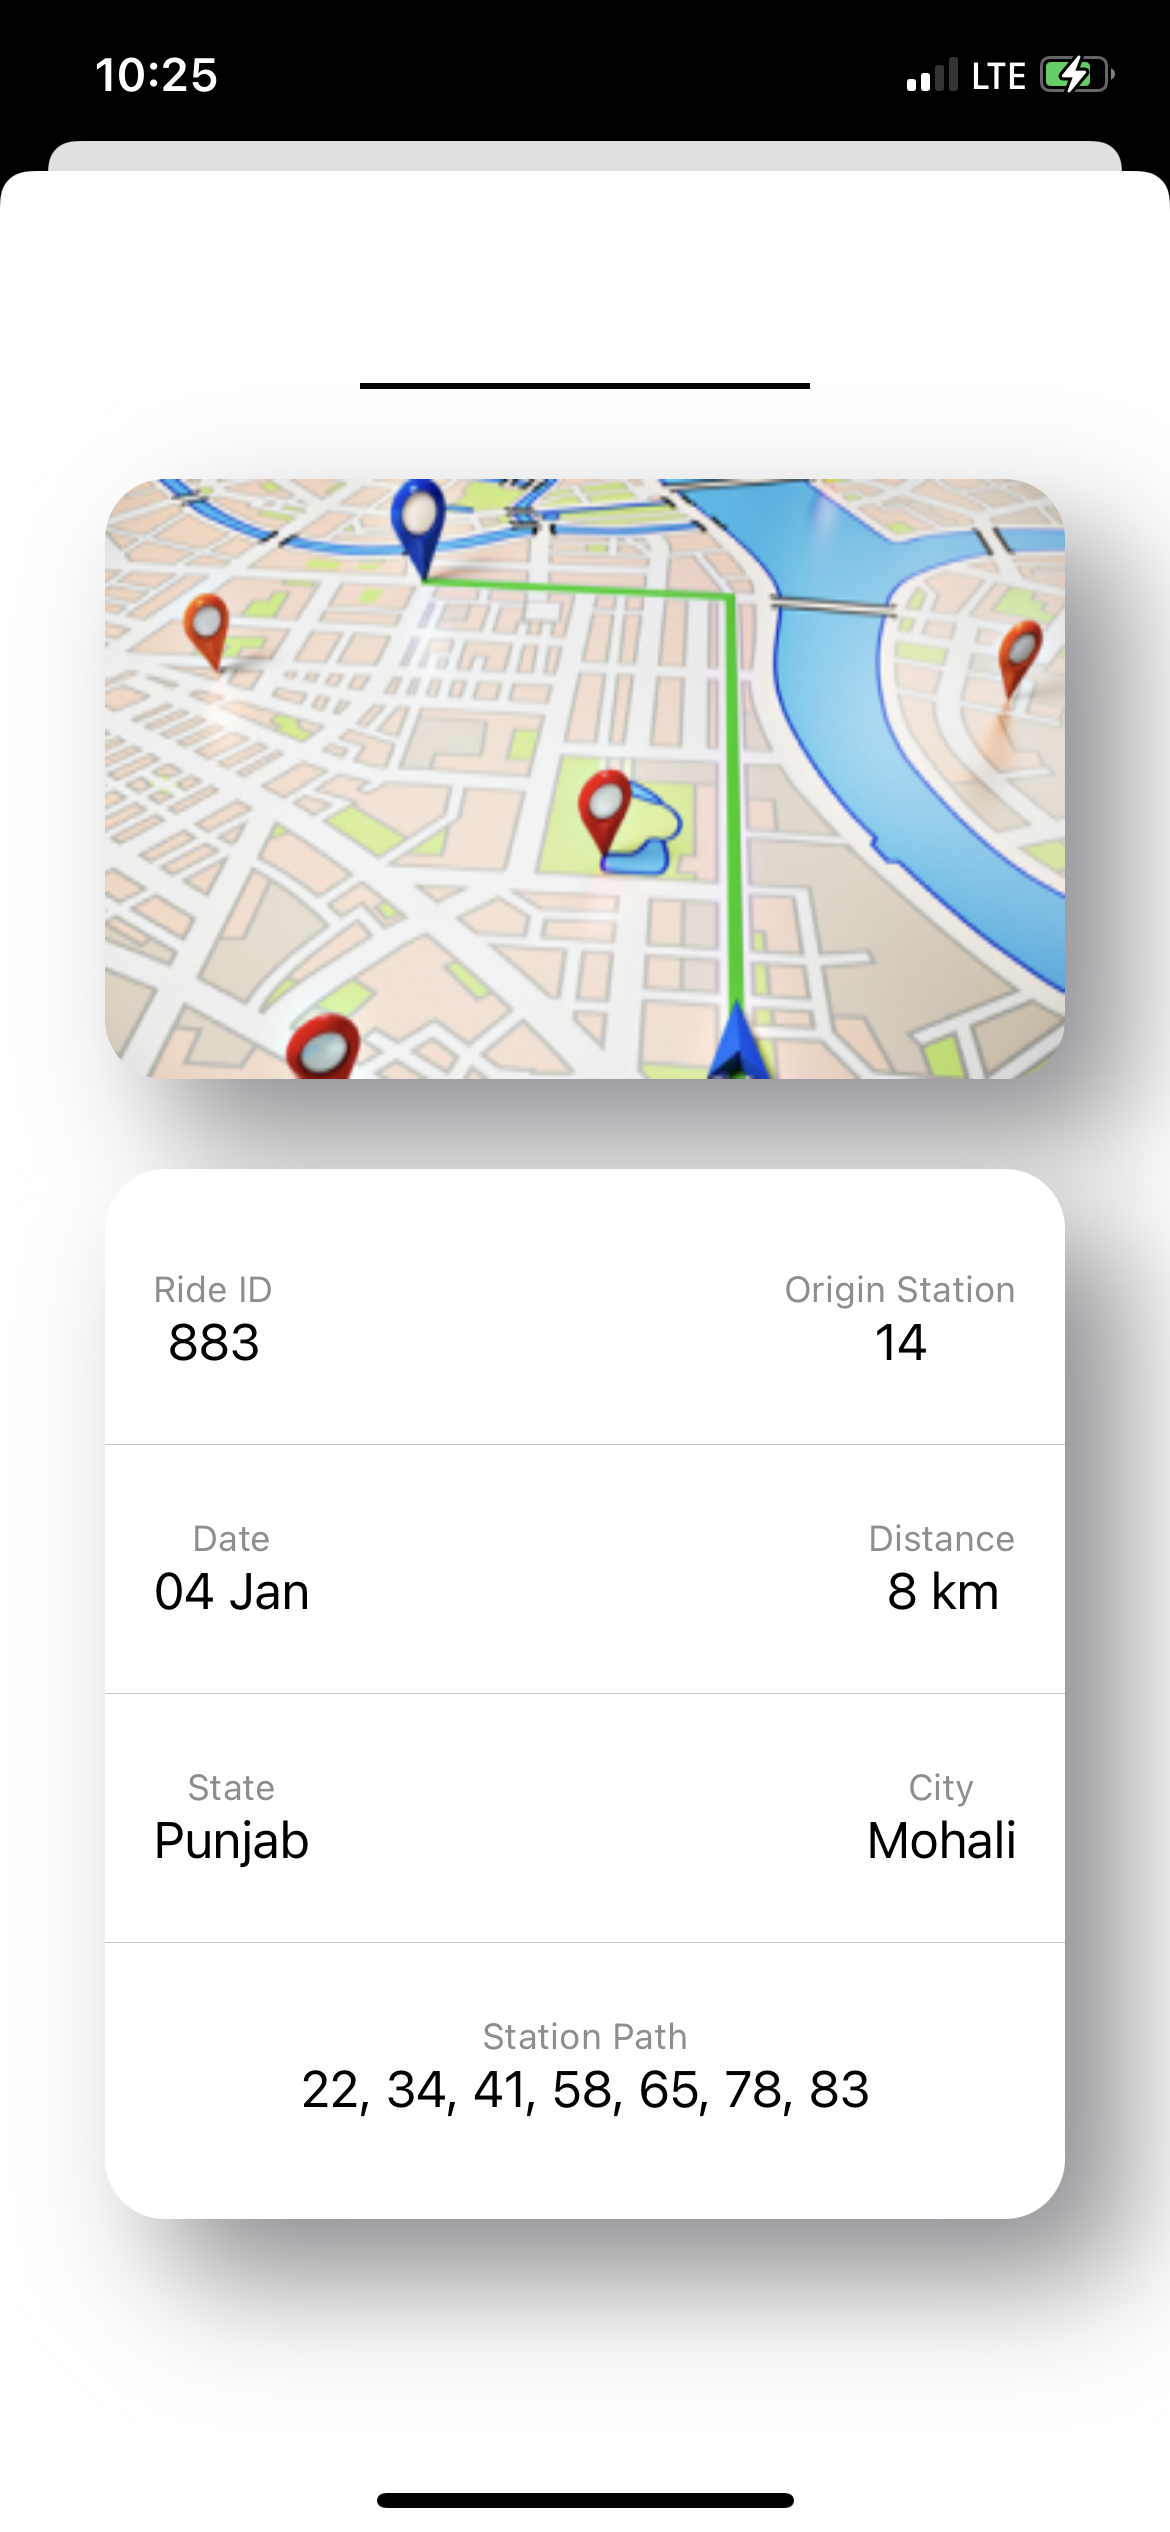 10:25 LTE
Ride ID Origin Station
883 14
Date Distance
04 Jan 8 km
State City
Punjab Mohali
Station Path
22, 34, 41, 58, 65, 78, 83